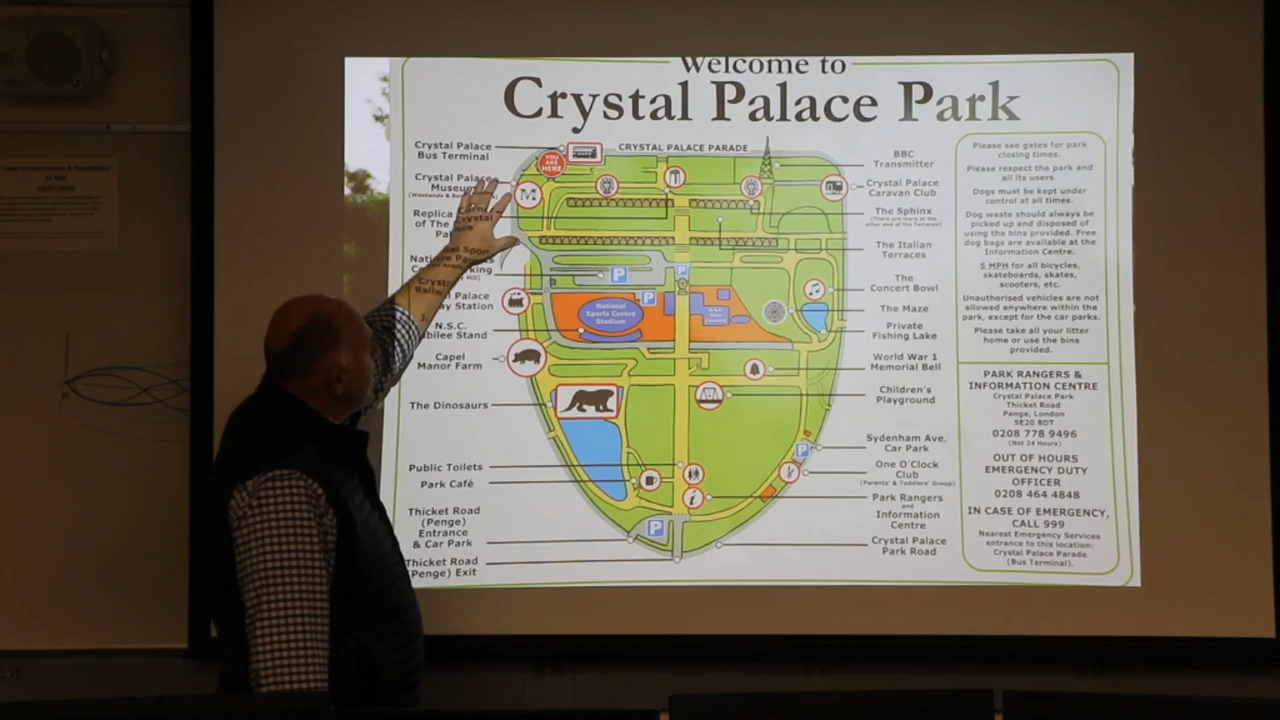 Welcome to
Crystal Palace Park
Crystal Palace
Bus Terminal
Crystal Palace
Museum
Replica
of The
Crystal
N.S.C.
Capel
Manor Farm
The Dinosaurs
Public Toilets
Park Café
Thicket Road
(Penge)
Entrance
& Car Park
Thicket Road
(Penge) Exit
YOU
ARE
HERE
CRYSTAL PALACE PARADE
M
P
P
P
National
Sports Centre
Stadium
P
P
i
BBC
Transmitter
Crystal Palace
Caravan Club
The Sphinx
(There are more at the
other end of the Terraces)
The Italian
Terraces
The
Concert Bowl
The Maze
Private
Fishing Lake
World War 1
Memorial Bell
Children's
Playground
Sydenham Ave.
Car Park
One O'Clock
Club
(Parents' & Toddlers' Group)
Park Rangers
and
Information
Centre
Crystal Palace
Park Road
Please see gates for park
closing times.
Please respect the park and
all its users.
Dogs must be kept under
control at all times.
Dog waste should always be
picked up and disposed of
using the bins provided. Free
dog bags are available at the
Information Centre.
5 MPH for all bicycles,
skateboards, skates,
scooters, etc.
Unauthorised vehicles are not
allowed anywhere within the
park, except for the car parks.
Please take all your litter
home or use the bins
provided.
PARK RANGERS &
INFORMATION CENTRE
Crystal Palace Park
Thicket Road
Penge, London
SE20 8DT
0208 778 9496
(Not 24 Hours)
OUT OF HOURS
EMERGENCY DUTY
OFFICER
0208 464 4848
IN CASE OF EMERGENCY,
CALL 999
Nearest Emergency Services
entrance to this location:
Crystal Palace Parade
(Bus Terminal).